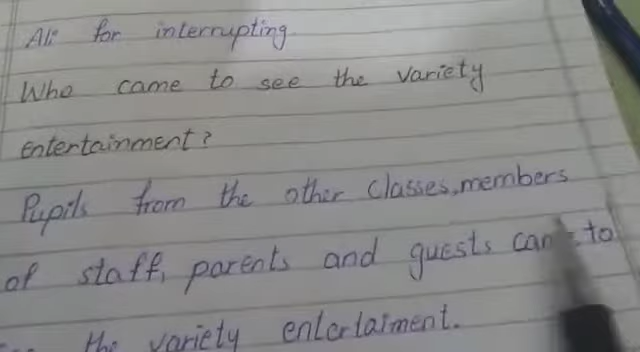 Ali for interrupting
Who came to see the variety
entertainment?
Pupils from the other classes, members
of staff, parents and guests to
the variety entertaiment.